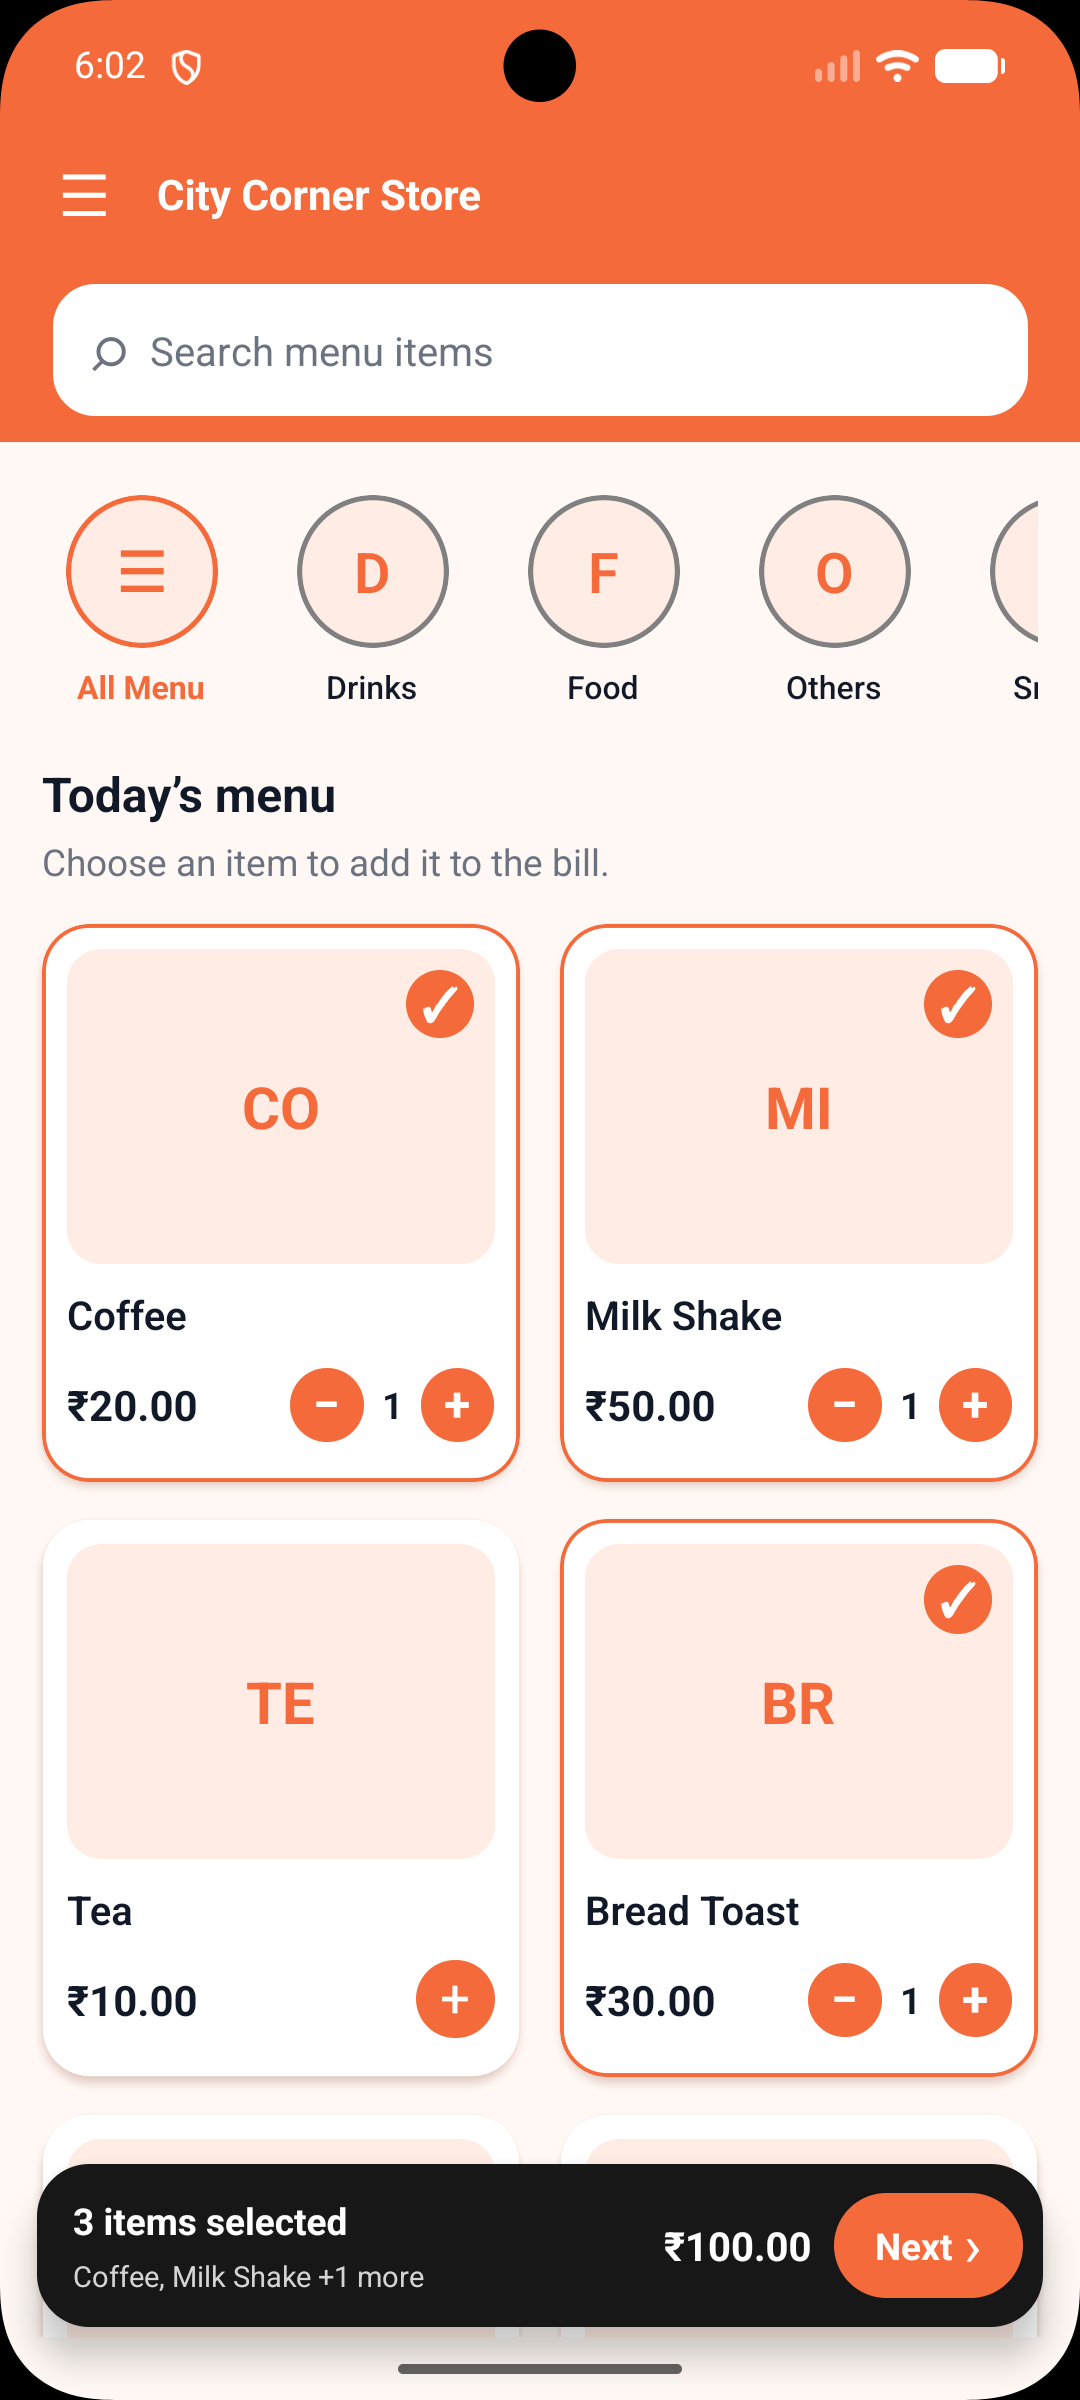 6:02
City Corner Store
Search menu items
D
F
O
All Menu
Drinks
Food
Others
Today’s menu
Choose an item to add it to the bill.
CO
MI
Coffee
Milk Shake
₹20.00 − 1 +
₹50.00 − 1 +
TE
BR
Tea
Bread Toast
₹10.00 +
₹30.00 − 1 +
3 items selected
Coffee, Milk Shake +1 more
₹100.00
Next ›